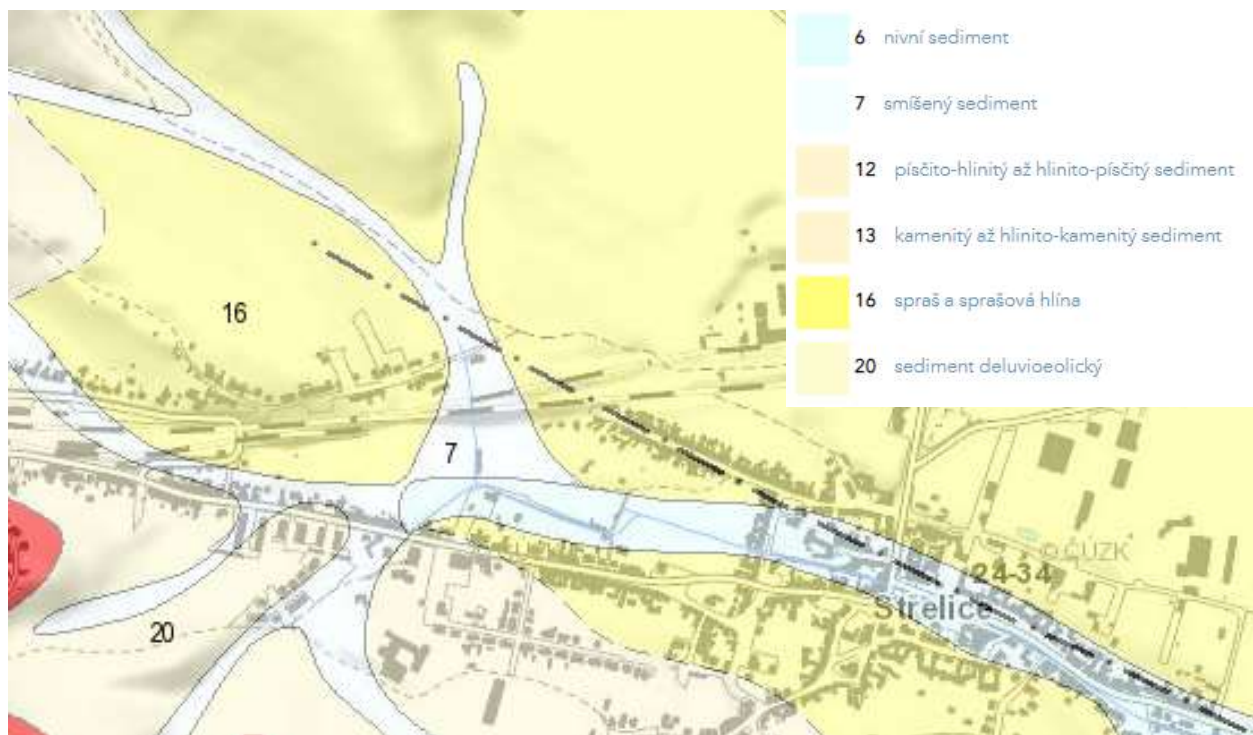 6 nivní sediment
7 smíšený sediment
12 písčito-hlinitý až hlinito-písčitý sediment
13 kamenitý až hlinito-kamenitý sediment
16 spraš a sprašová hlína
20 sediment deluvioeolický
16
7
© ČÚZK
24-34
Střelice
20